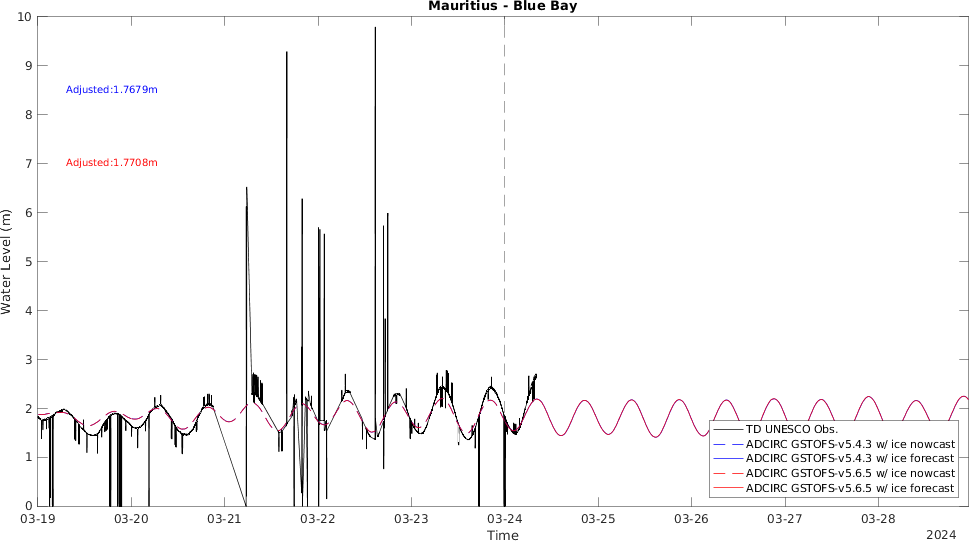 Mauritius - Blue Bay
10
9
8
7
6
5
4
3
2
1
0
Water Level (m)
Adjusted:1.7679m
Adjusted:1.7708m
TD UNESCO Obs.
ADCIRC GSTOFS-v5.4.3 w/ ice nowcast
ADCIRC GSTOFS-v5.4.3 w/ ice forecast
ADCIRC GSTOFS-v5.6.5 w/ ice nowcast
ADCIRC GSTOFS-v5.6.5 w/ ice forecast
03-19 03-20 03-21 03-22 03-23 03-24 03-25 03-26 03-27 03-28
Time
2024